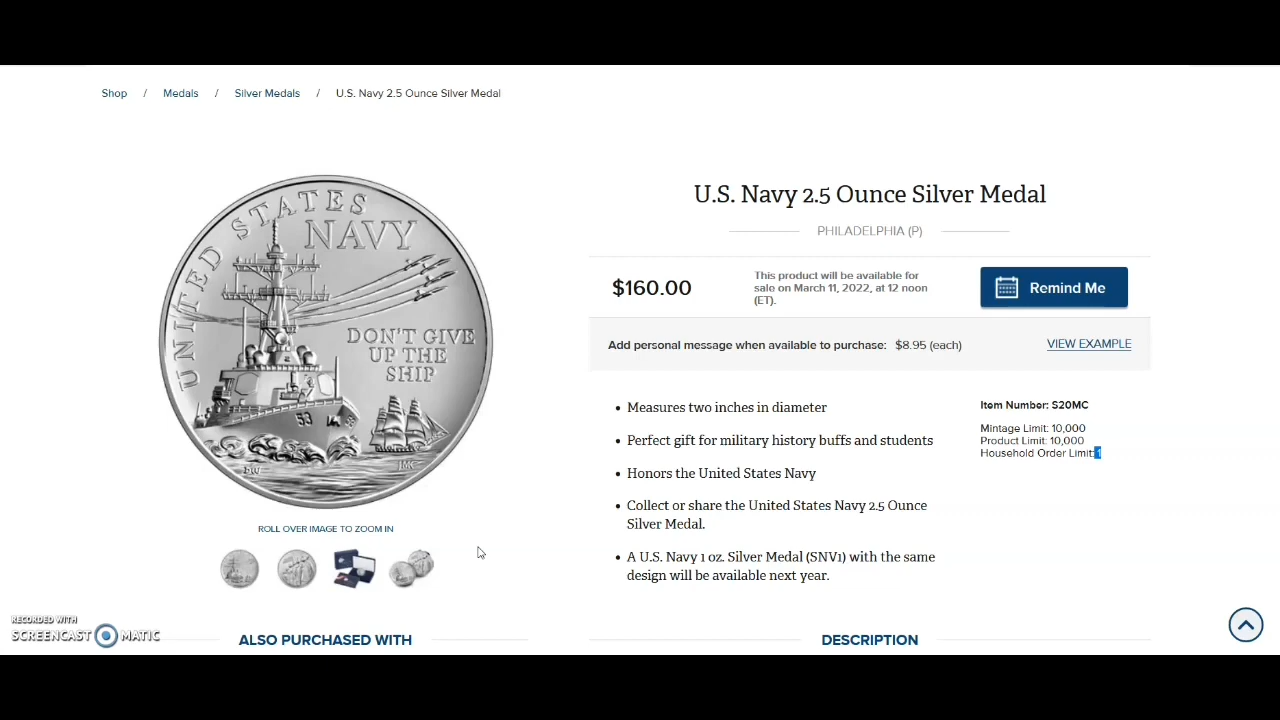 Shop / Medals / Silver Medals / U.S. Navy 2.5 Ounce Silver Medal
UNITED STATES
NAVY
DON'T GIVE
UP THE
SHIP
53
JMC
ROLL OVER IMAGE TO ZOOM IN
U.S. Navy 2.5 Ounce Silver Medal
PHILADELPHIA (P)
$160.00
This product will be available for
sale on March 11, 2022, at 12 noon
(ET).
Remind Me
Add personal message when available to purchase: $8.95 (each)
VIEW EXAMPLE
• Measures two inches in diameter
• Perfect gift for military history buffs and students
• Honors the United States Navy
• Collect or share the United States Navy 2.5 Ounce
Silver Medal.
• A U.S. Navy 1 oz. Silver Medal (SNV1) with the same
design will be available next year.
Item Number: S20MC
Mintage Limit: 10,000
Product Limit: 10,000
Household Order Limit: 1
RECORDED WITH
SCREENCAST MATIC
ALSO PURCHASED WITH
DESCRIPTION